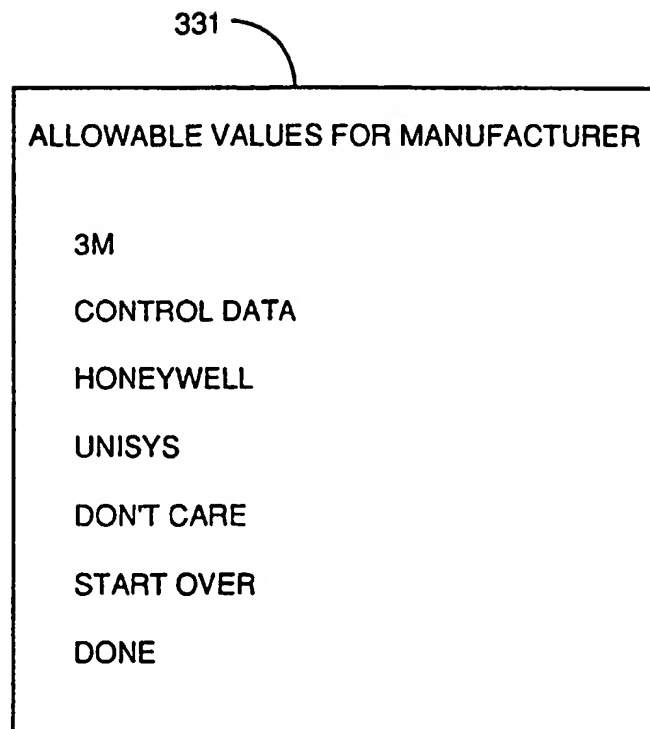 331
ALLOWABLE VALUES FOR MANUFACTURER
3M
CONTROL DATA
HONEYWELL
UNISYS
DON'T CARE
START OVER
DONE